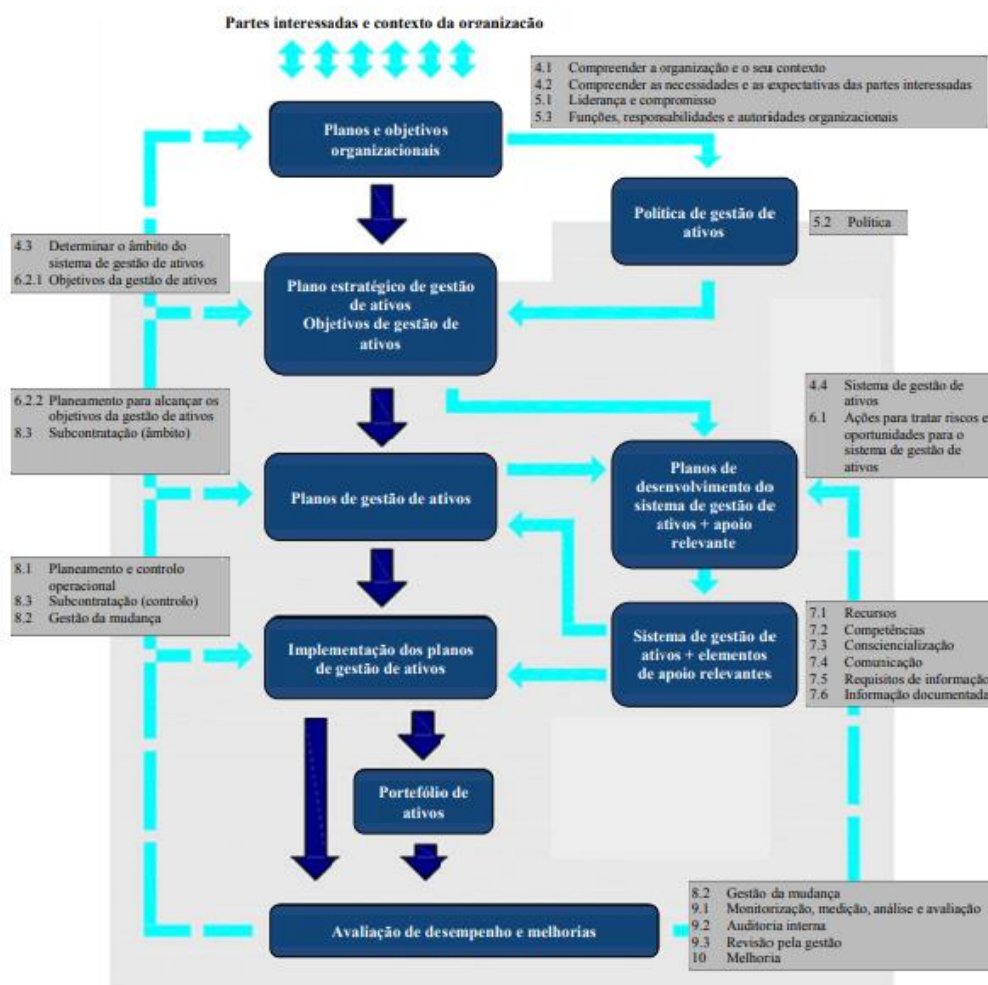 Partes interessadas e contexto da organização
4.1 Compreender a organização e o seu contexto
4.2 Compreender as necessidades e as expectativas das partes interessadas
5.1 Liderança e compromisso
5.3 Funções, responsabilidades e autoridades organizacionais
Planos e objetivos
organizacionais
Política de gestão de
ativos
5.2 Política
4.3 Determinar o âmbito do
sistema de gestão de ativos
6.2.1 Objetivos da gestão de ativos
Plano estratégico de gestão
de ativos
Objetivos de gestão de
ativos
6.2.2 Planeamento para alcançar os
objetivos da gestão de ativos
8.3 Subcontratação (âmbito)
4.4 Sistema de gestão de
ativos
6.1 Ações para tratar riscos e
oportunidades para o
sistema de gestão de
ativos
Planos de gestão de ativos
Planos de
desenvolvimento do
sistema de gestão de
ativos + apoio
relevante
8.1 Planeamento e controlo
operacional
8.3 Subcontratação (controlo)
8.2 Gestão da mudança
Implementação dos planos
de gestão de ativos
Sistema de gestão de
ativos + elementos
de apoio relevantes
7.1 Recursos
7.2 Competências
7.3 Consciencialização
7.4 Comunicação
7.5 Requisitos de informação
7.6 Informação documentada
Portefólio de
ativos
Avaliação de desempenho e melhorias
8.2 Gestão da mudança
9.1 Monitorização, medição, análise e avaliação
9.2 Auditoria interna
9.3 Revisão pela gestão
10 Melhoria